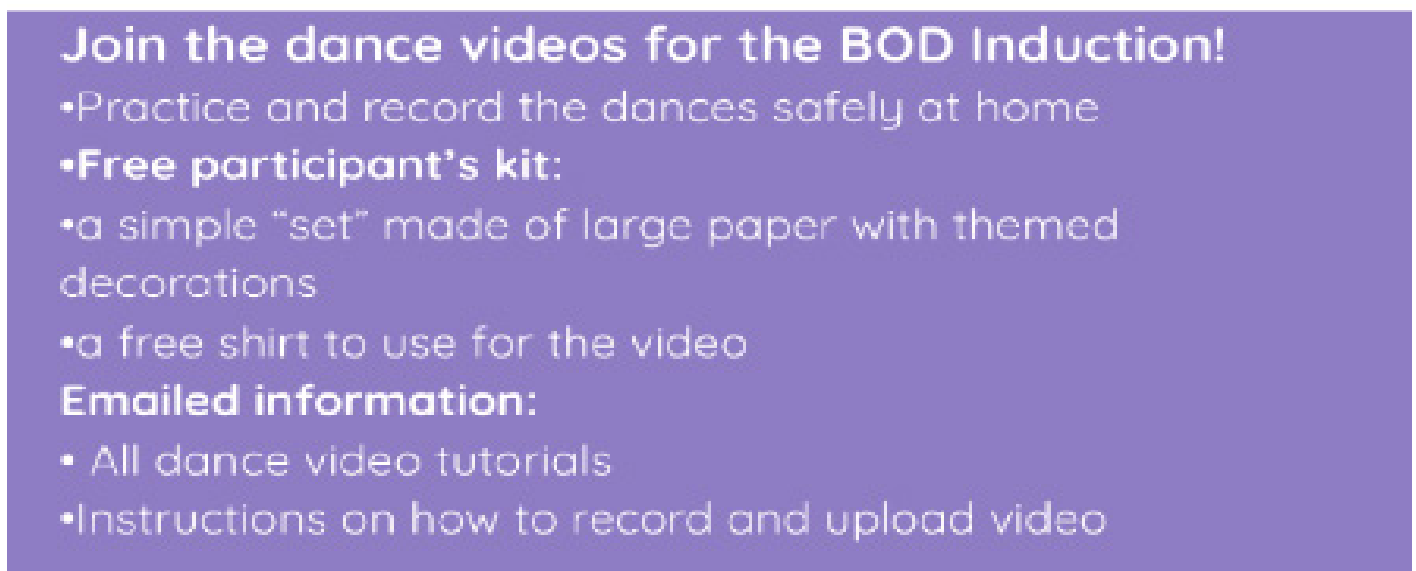 Join the dance videos for the BOD Induction!
•Practice and record the dances safely at home
•Free participant’s kit:
•a simple “set” made of large paper with themed
decorations
•a free shirt to use for the video
Emailed information:
• All dance video tutorials
•Instructions on how to record and upload video